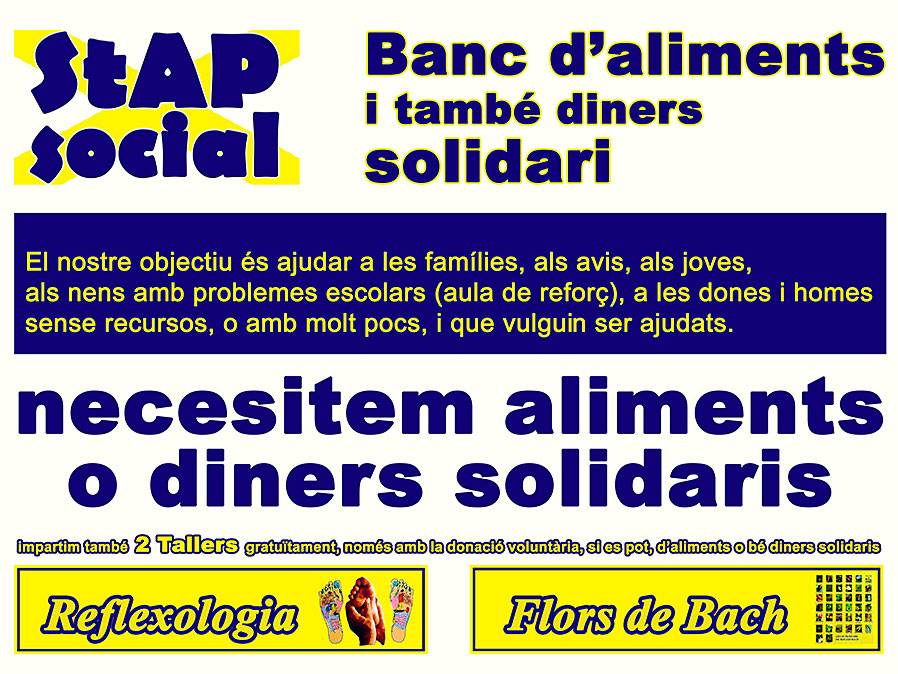 StAP
social
Banc d'aliments
i també diners
solidari
El nostre objectiu és ajudar a les famílies, als avis, als joves,
als nens amb problemes escolars (aula de reforç), a les dones i homes
sense recursos, o amb molt pocs, i que vulguin ser ajudats.
necesitem aliments
o diners solidaris
impartim també 2 Tallers gratuïtament, només amb la donació voluntària, si es pot, d'aliments o bé diners solidaris
Reflexologia
Flors de Bach